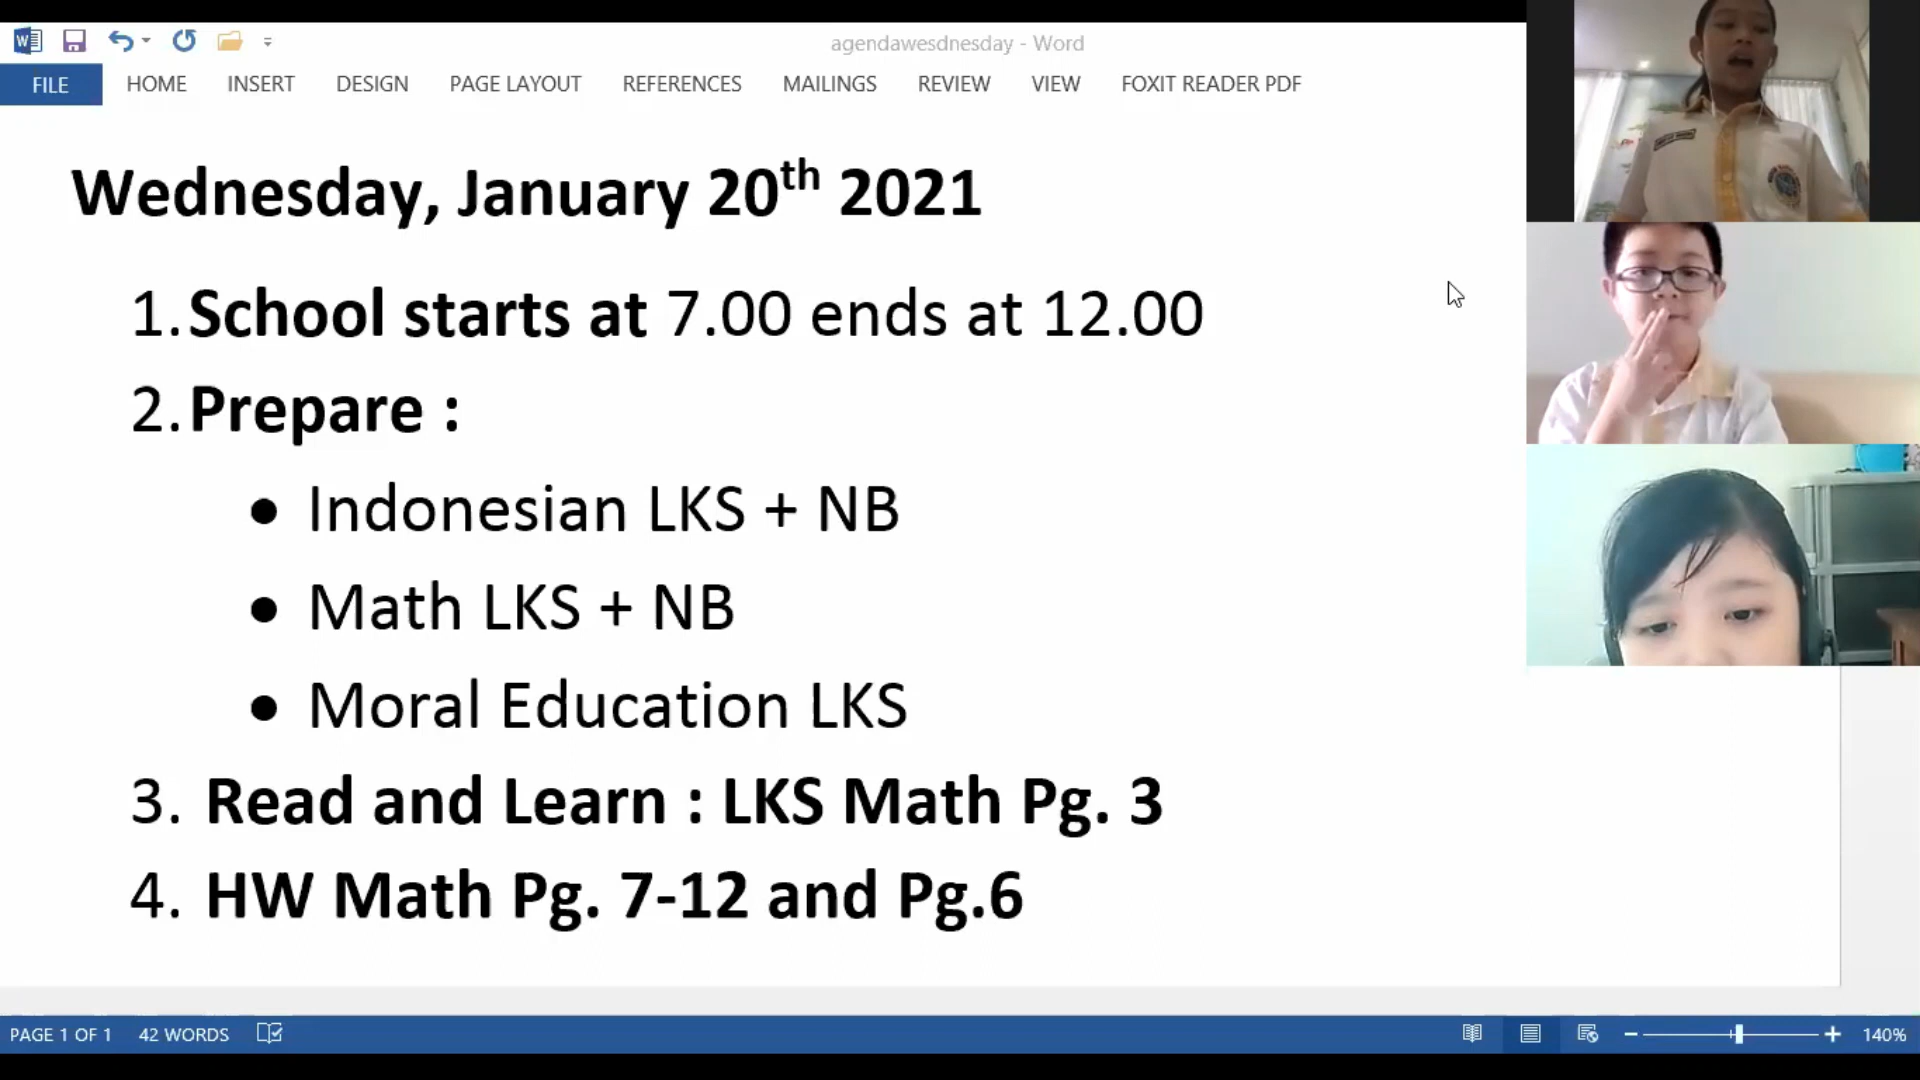 agendawesdnesday - Word
FILE HOME INSERT DESIGN PAGE LAYOUT REFERENCES MAILINGS REVIEW VIEW FOXIT READER PDF
Wednesday, January 20th 2021
1. School starts at 7.00 ends at 12.00
2. Prepare :
• Indonesian LKS + NB
• Math LKS + NB
• Moral Education LKS
3. Read and Learn : LKS Math Pg. 3
4. HW Math Pg. 7-12 and Pg.6
PAGE 1 OF 1 42 WORDS 140%